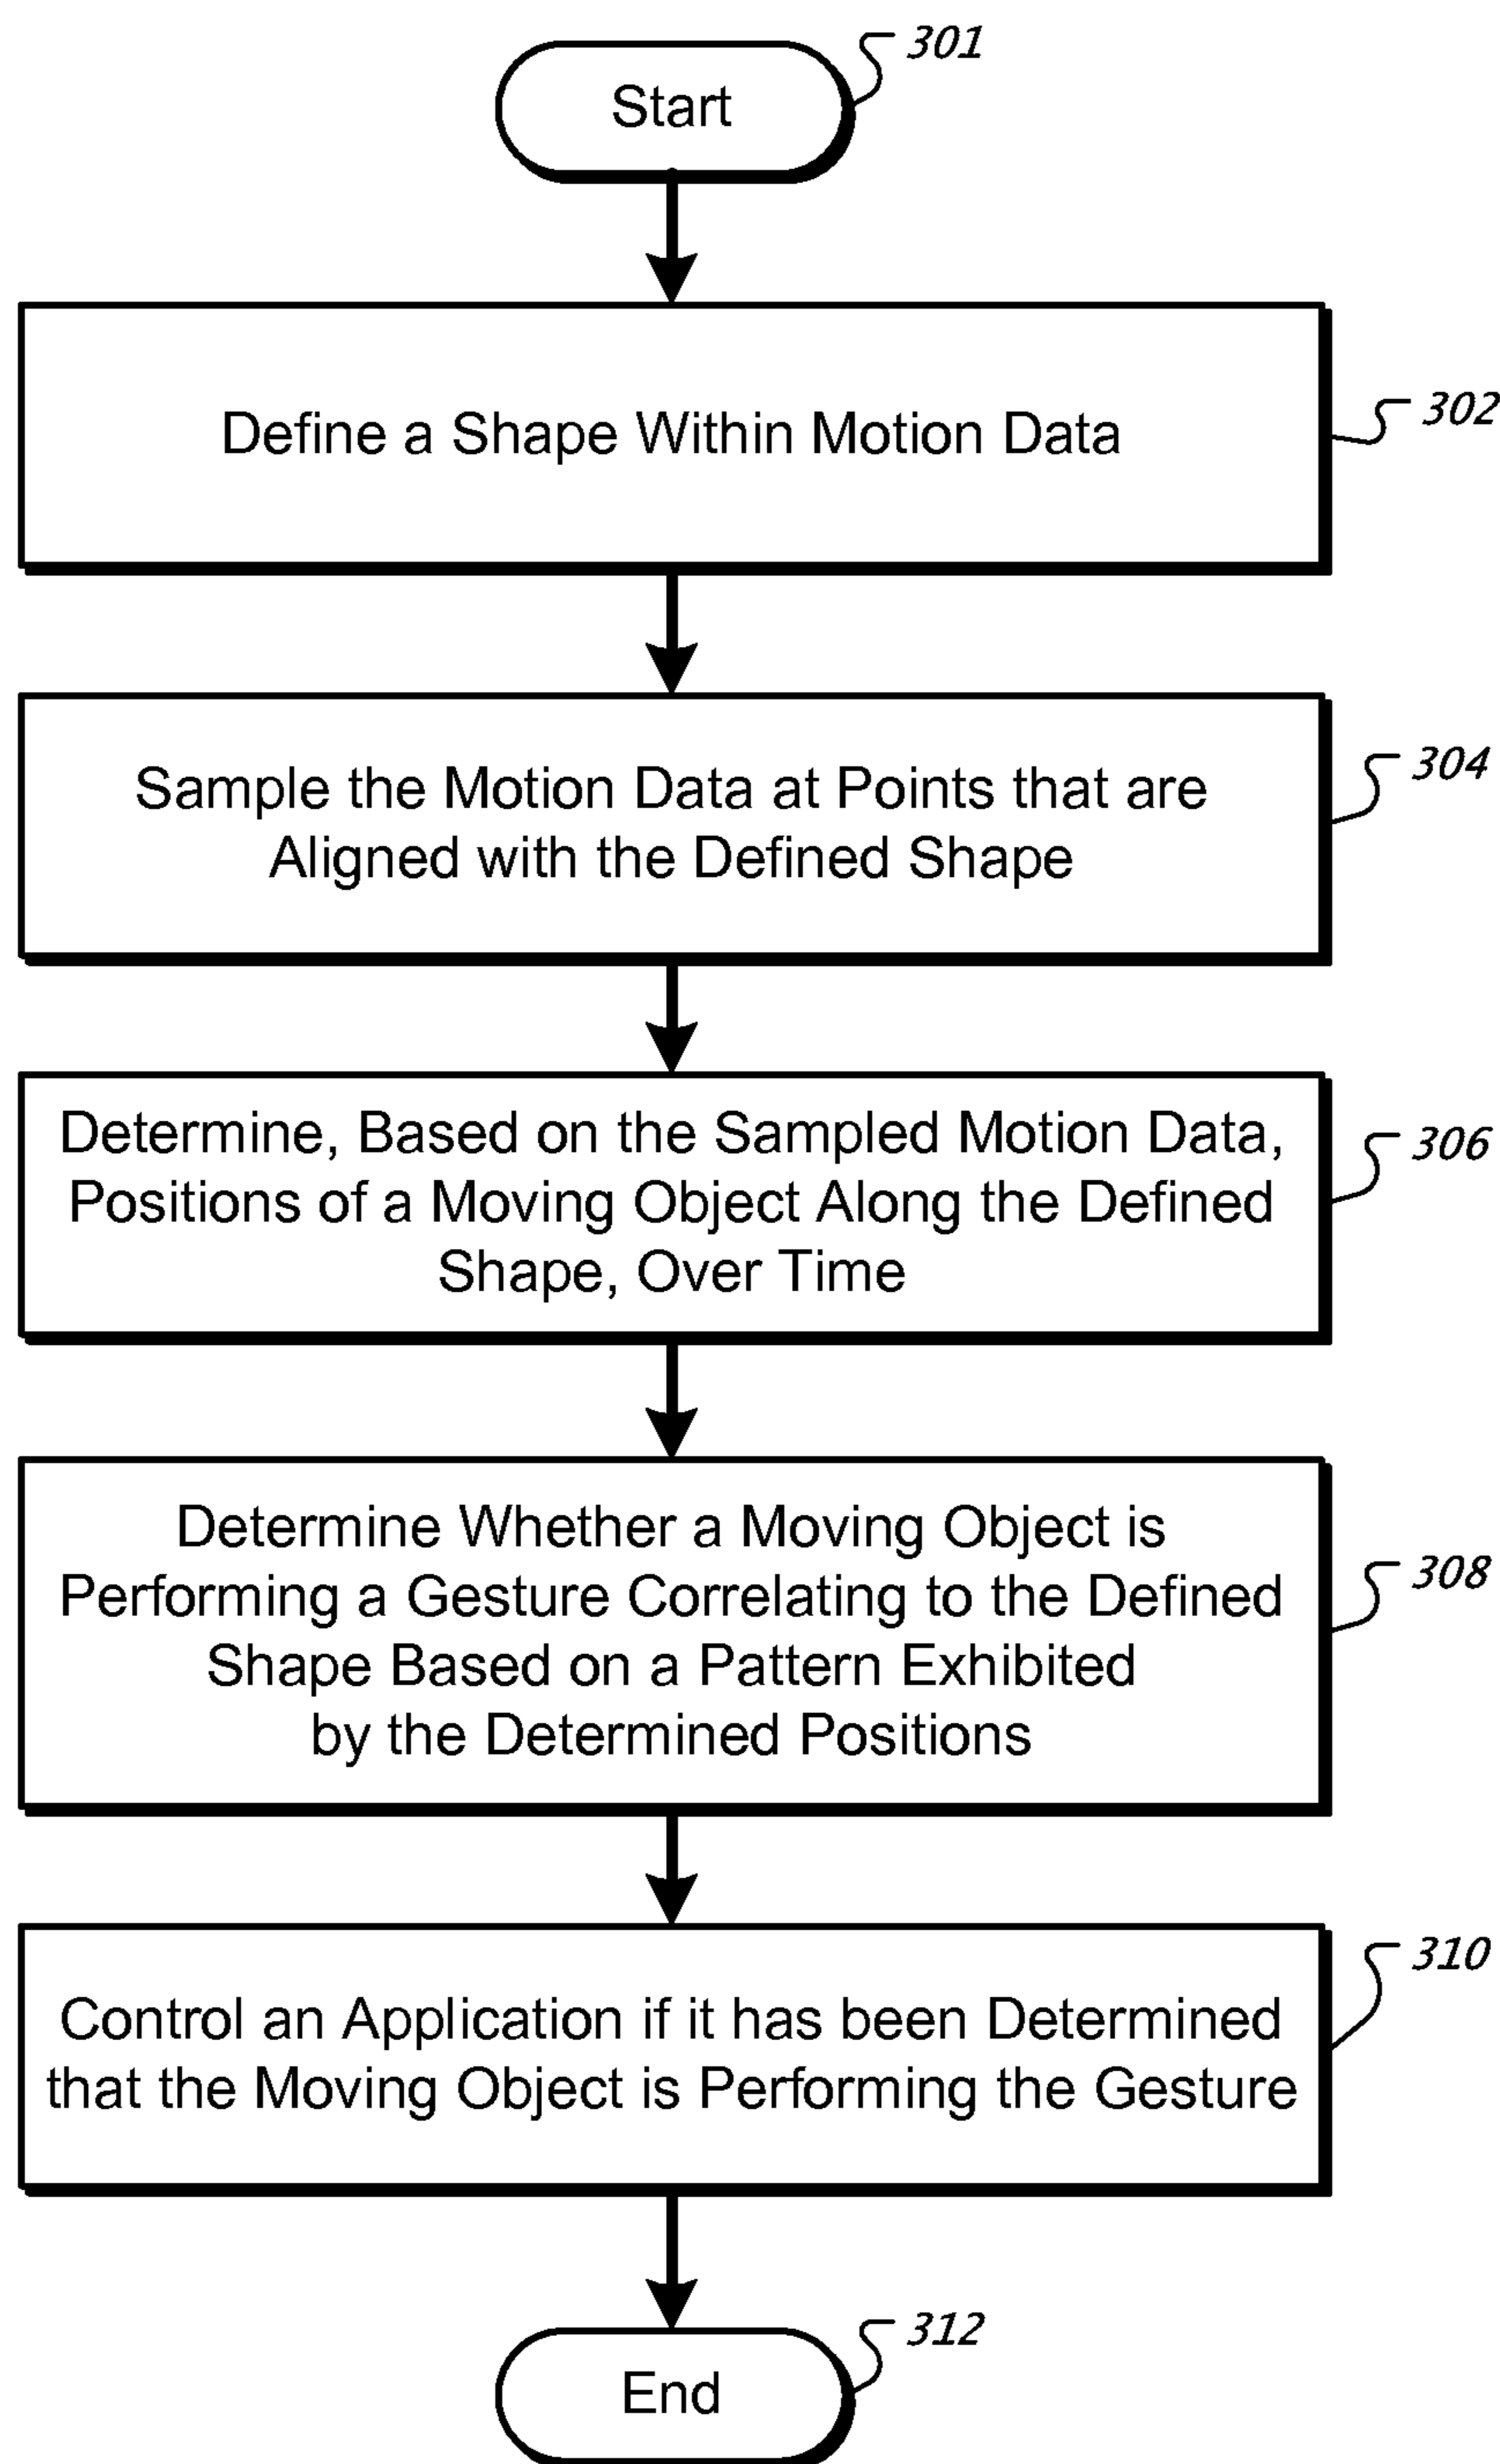 Start
301
Define a Shape Within Motion Data
302
Sample the Motion Data at Points that are
Aligned with the Defined Shape
304
Determine, Based on the Sampled Motion Data,
Positions of a Moving Object Along the Defined
Shape, Over Time
306
Determine Whether a Moving Object is
Performing a Gesture Correlating to the Defined
Shape Based on a Pattern Exhibited
by the Determined Positions
308
Control an Application if it has been Determined
that the Moving Object is Performing the Gesture
310
End
312